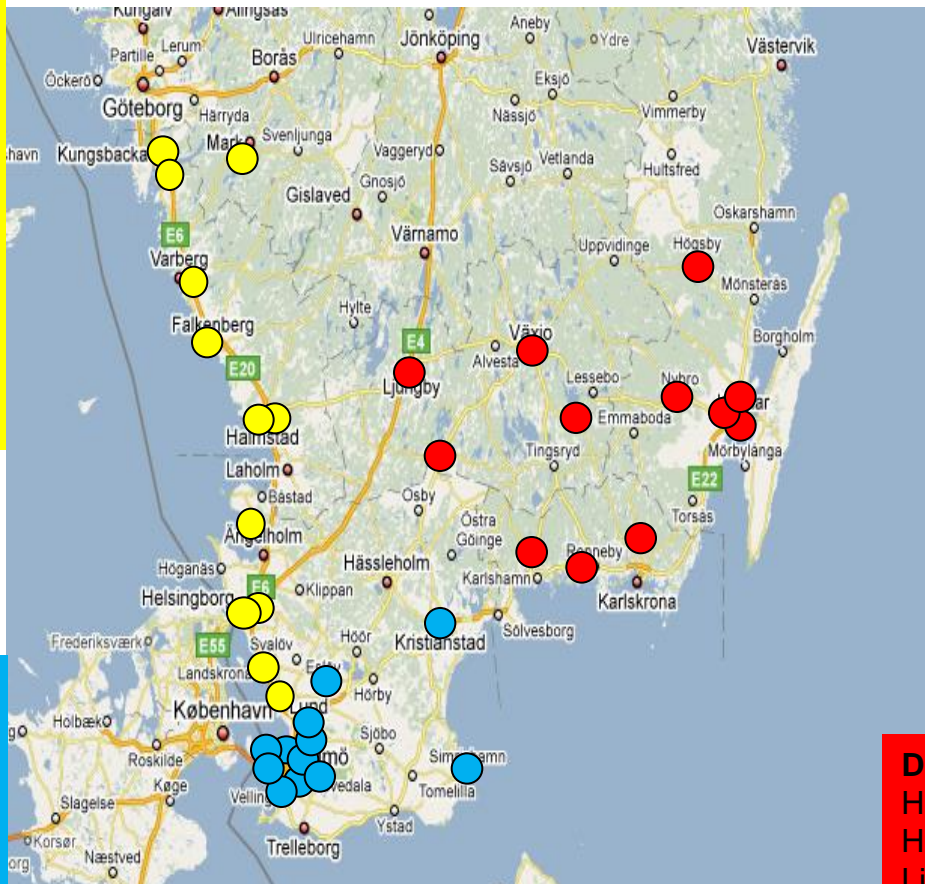 Kungälv
Alingsås
Partille
Lerum
Ulricehamn
Jönköping
Aneby
Ydre
Västervik
Öckerö
Borås
Göteborg
Härryda
Nässjö
Eksjö
Vimmerby
Kungsbacka
Mark
Svenljunga
Vaggeryd
Sävsjö
Vetlanda
Hultsfred
Gislaved
Gnosjö
Oskarshamn
E6
Värnamo
Uppvidinge
Högsby
Varberg
Mönsterås
Hylte
Falkenberg
E4
Växjö
Alvesta
Borgholm
E20
Ljungby
Lessebo
Nybro
Emmaboda
Halmstad
Tingsryd
Mörbylånga
Laholm
E22
Båstad
Osby
Torsås
Östra
Göinge
Ängelholm
Höganäs
Hässleholm
Karlshamn
Ronneby
Karlskrona
E6
Klippan
Helsingborg
Sölvesborg
Kristianstad
Frederiksværk
E55
Svalöv
Höör
Landskrona
Eslöv
Hörby
København
Lund
Holbæk
Sjöbo
Roskilde
Tomelilla
Køge
Slagelse
Ystad
Korsør
Trelleborg
Næstved
D
H
H
Li